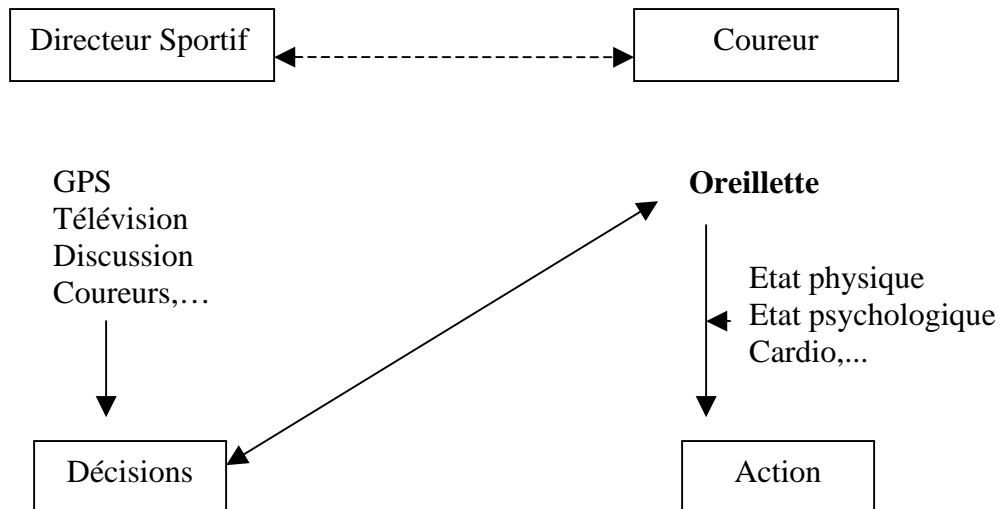 Directeur Sportif
Coureur
GPS
Télévision
Discussion
Coureurs,…
Oreillette
Etat physique
Etat psychologique
Cardio,...
Décisions
Action